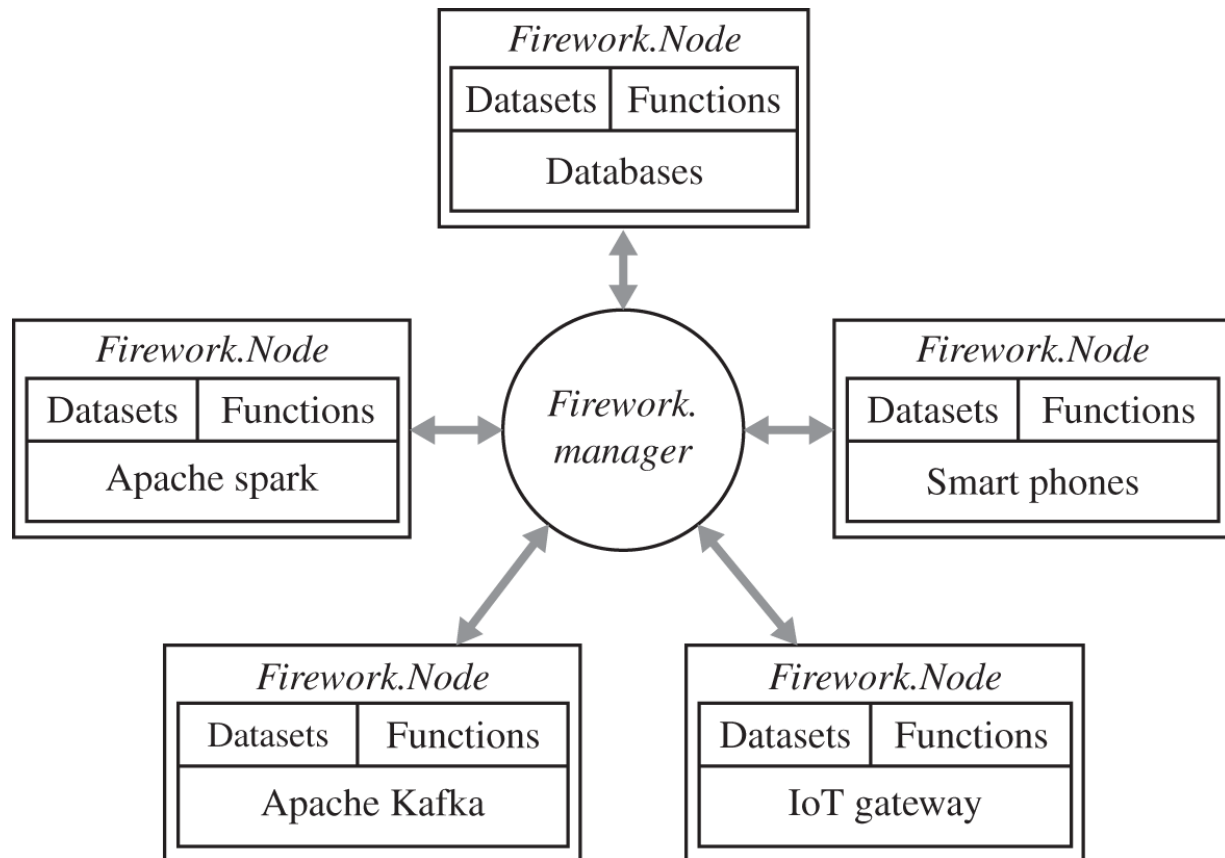 Firework.Node
Datasets Functions
Databases
Firework.Node
Datasets Functions
Apache spark
Firework.
manager
Firework.Node
Datasets Functions
Smart phones
Firework.Node
Datasets Functions
Apache Kafka
Firework.Node
Datasets Functions
IoT gateway